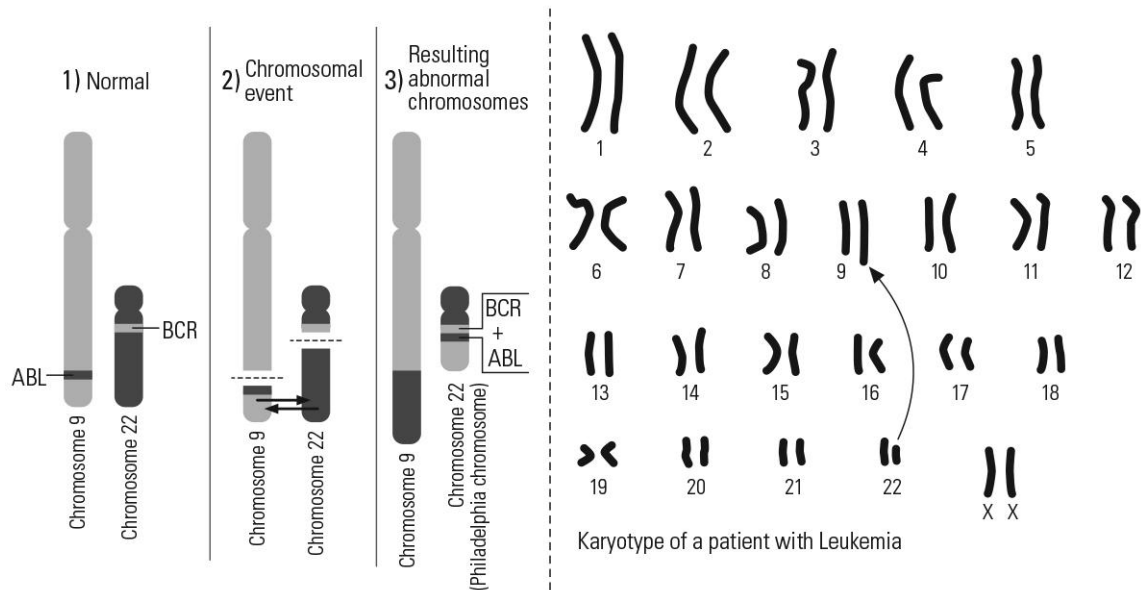 1) Normal
ABL
BCR
Chromosome 9
Chromosome 22
2) Chromosomal
event
Chromosome 9
Chromosome 22
3) Resulting
abnormal
chromosomes
BCR
+
ABL
Chromosome 9
Chromosome 22
(Philadelphia chromosome)
1 2 3 4 5
6 7 8 9 10 11 12
13 14 15 16 17 18
19 20 21 22
X X
Karyotype of a patient with Leukemia